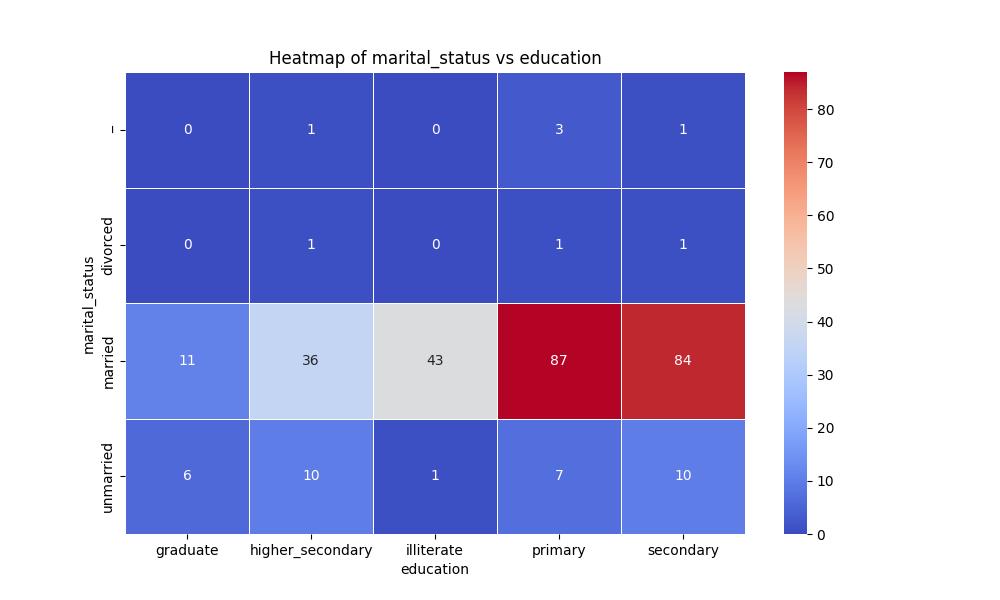 Heatmap of marital_status vs education
marital_status
-
0 1 0 3 1
divorced
0 1 0 1 1
married
11 36 43 87 84
unmarried
6 10 1 7 10
graduate higher_secondary illiterate primary secondary
education
80
70
60
50
40
30
20
10
0